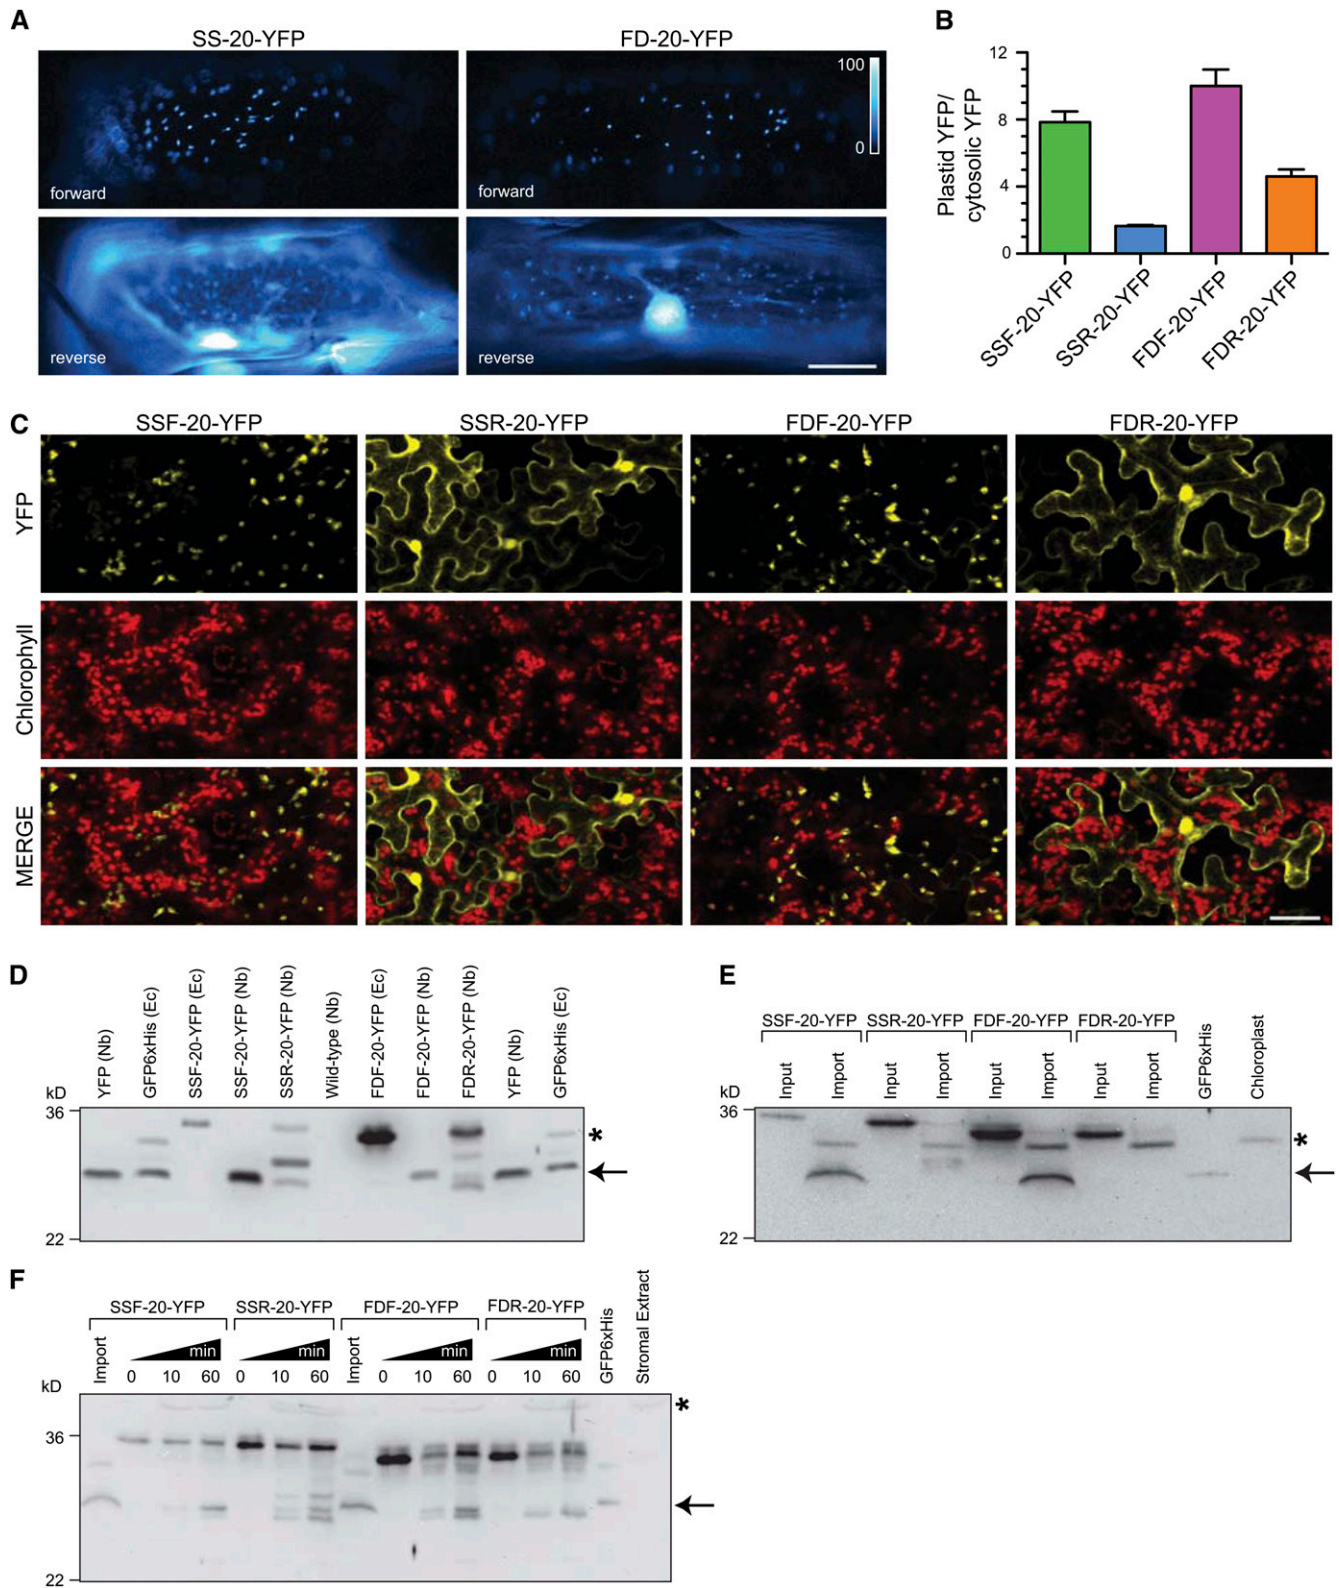 A
SS-20-YFP
FD-20-YFP
100
0
forward
forward
reverse
reverse
B
12
8
4
0
Plastid YFP/
cytosolic YFP
SSF-20-YFP
SSR-20-YFP
FDF-20-YFP
FDR-20-YFP
C
SSF-20-YFP
SSR-20-YFP
FDF-20-YFP
FDR-20-YFP
YFP
Chlorophyll
MERGE
D
YFP (Nb)
GFP6xHis (Ec)
SSF-20-YFP (Ec)
SSF-20-YFP (Nb)
SSR-20-YFP (Nb)
Wild-type (Nb)
FDF-20-YFP (Ec)
FDF-20-YFP (Nb)
FDR-20-YFP (Nb)
YFP (Nb)
GFP6xHis (Ec)
kD
36
22
*
E
SSF-20-YFP
SSR-20-YFP
FDF-20-YFP
FDR-20-YFP
Input
Import
Input
Import
Input
Import
Input
Import
GFP6xHis
Chloroplast
kD
36
22
*
F
SSF-20-YFP
SSR-20-YFP
FDF-20-YFP
FDR-20-YFP
Import
min
min
Import
min
min
GFP6xHis
Stromal Extract
0 10 60
0 10 60
0 10 60
0 10 60
kD
36
22
*